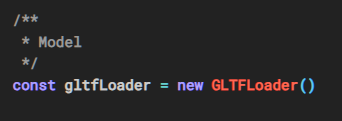 /**
 * Model
 */
const gltfLoader = new GLTFLoader()